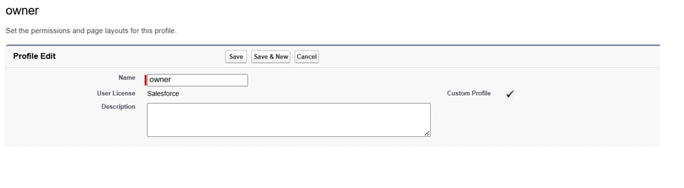 owner
Set the permissions and page layouts for this profile.
Profile Edit Save Save & New Cancel
Name owner
User License Salesforce Custom Profile ✓
Description